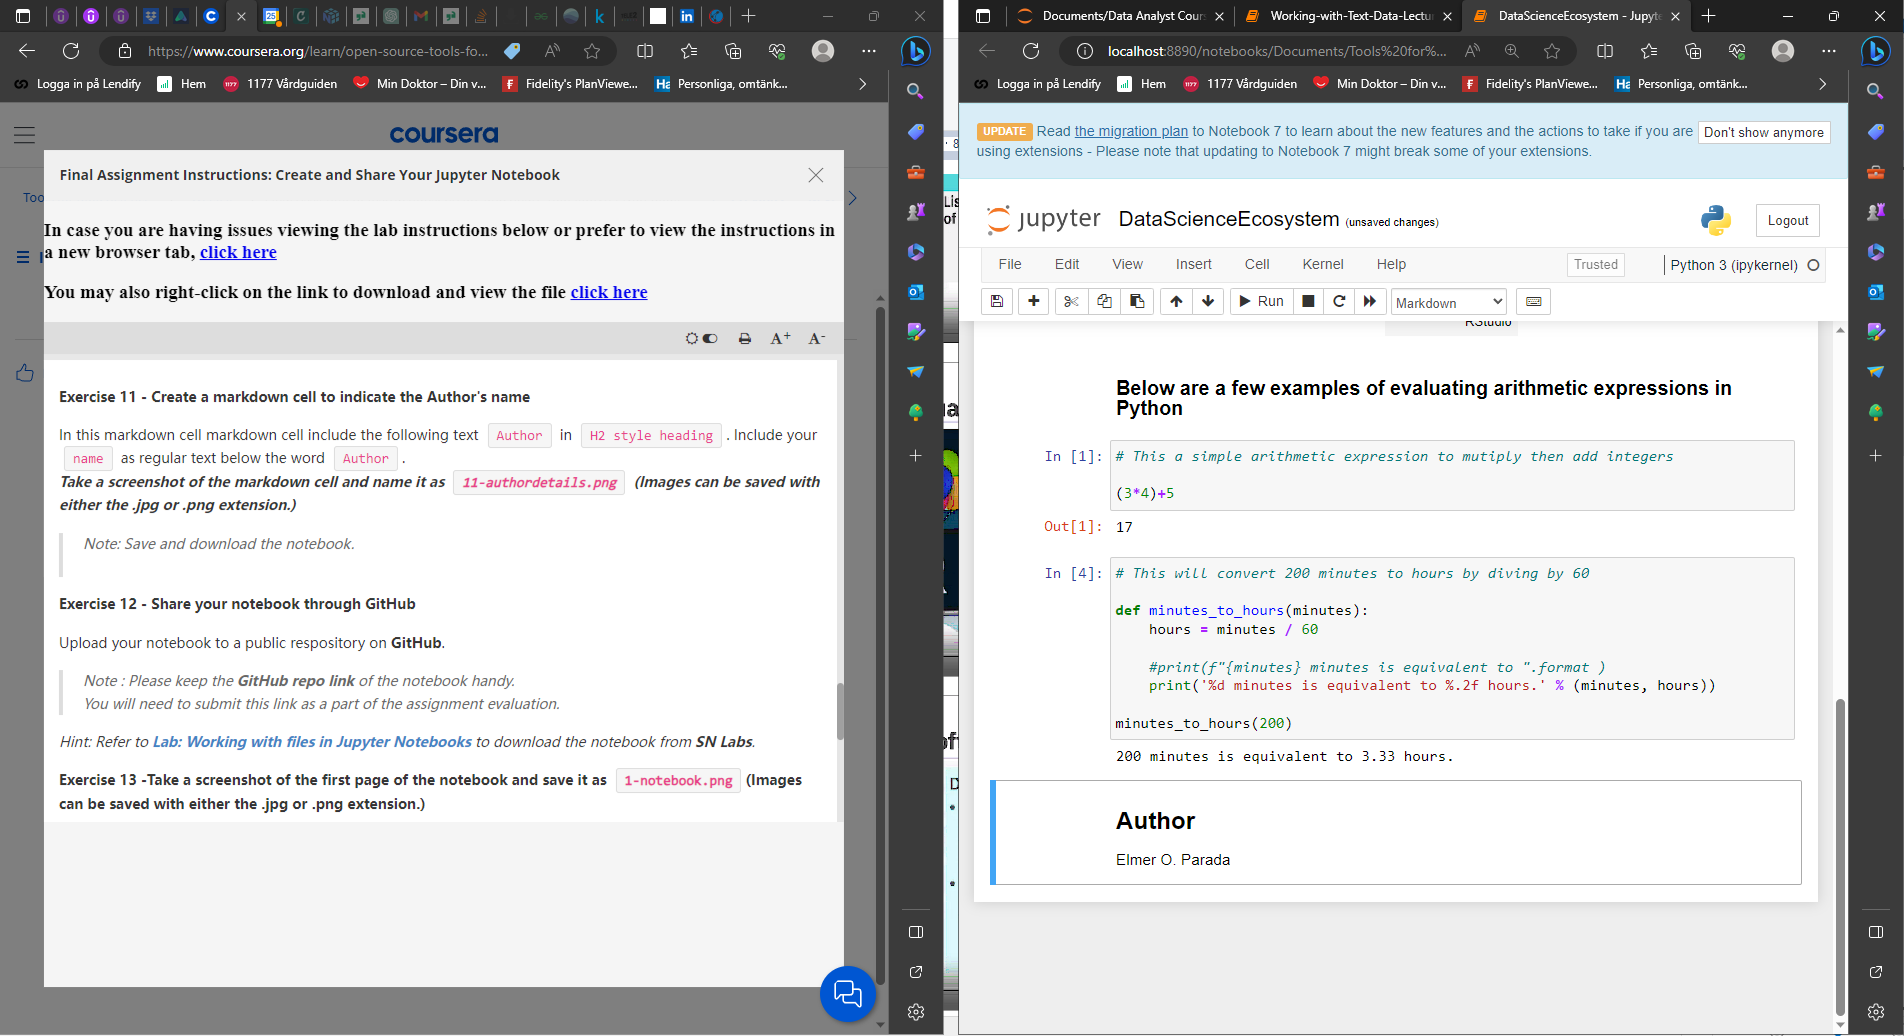 https://www.coursera.org/learn/open-source-tools-fo...
Logga in på Lendify
Hem
1177 Vårdguiden
Min Doktor – Din v...
Fidelity's PlanViewe...
Personliga, omtänk...
coursera
Too
Final Assignment Instructions: Create and Share Your Jupyter Notebook
In case you are having issues viewing the lab instructions below or prefer to view the instructions in
a new browser tab, click here
You may also right-click on the link to download and view the file click here
A+ A-
Exercise 11 - Create a markdown cell to indicate the Author's name
In this markdown cell markdown cell include the following text Author in H2 style heading . Include your
name as regular text below the word Author .
Take a screenshot of the markdown cell and name it as 11-authordetails.png (Images can be saved with
either the .jpg or .png extension.)
Note: Save and download the notebook.
Exercise 12 - Share your notebook through GitHub
Upload your notebook to a public respository on GitHub.
Note : Please keep the GitHub repo link of the notebook handy.
You will need to submit this link as a part of the assignment evaluation.
Hint: Refer to Lab: Working with files in Jupyter Notebooks to download the notebook from SN Labs.
Exercise 13 -Take a screenshot of the first page of the notebook and save it as 1-notebook.png (Images
can be saved with either the .jpg or .png extension.)
Documents/Data Analyst Cour
Working-with-Text-Data-Lectur
DataScienceEcosystem - Jupyte
localhost:8890/notebooks/Documents/Tools%20for%...
Logga in på Lendify
Hem
1177 Vårdguiden
Min Doktor – Din v...
Fidelity's PlanViewe...
Personliga, omtänk...
UPDATE Read the migration plan to Notebook 7 to learn about the new features and the actions to take if you are
using extensions - Please note that updating to Notebook 7 might break some of your extensions.
Don't show anymore
jupyter DataScienceEcosystem (unsaved changes)
Logout
File Edit View Insert Cell Kernel Help
Trusted
Python 3 (ipykernel)
Run
Markdown
RStudio
Below are a few examples of evaluating arithmetic expressions in
Python
In [1]: # This a simple arithmetic expression to mutiply then add integers
(3*4)+5
Out[1]: 17
In [4]: # This will convert 200 minutes to hours by diving by 60
def minutes_to_hours(minutes):
hours = minutes / 60
#print(f"{minutes} minutes is equivalent to ".format )
print('%d minutes is equivalent to %.2f hours.' % (minutes, hours))
minutes_to_hours(200)
200 minutes is equivalent to 3.33 hours.
Author
Elmer O. Parada